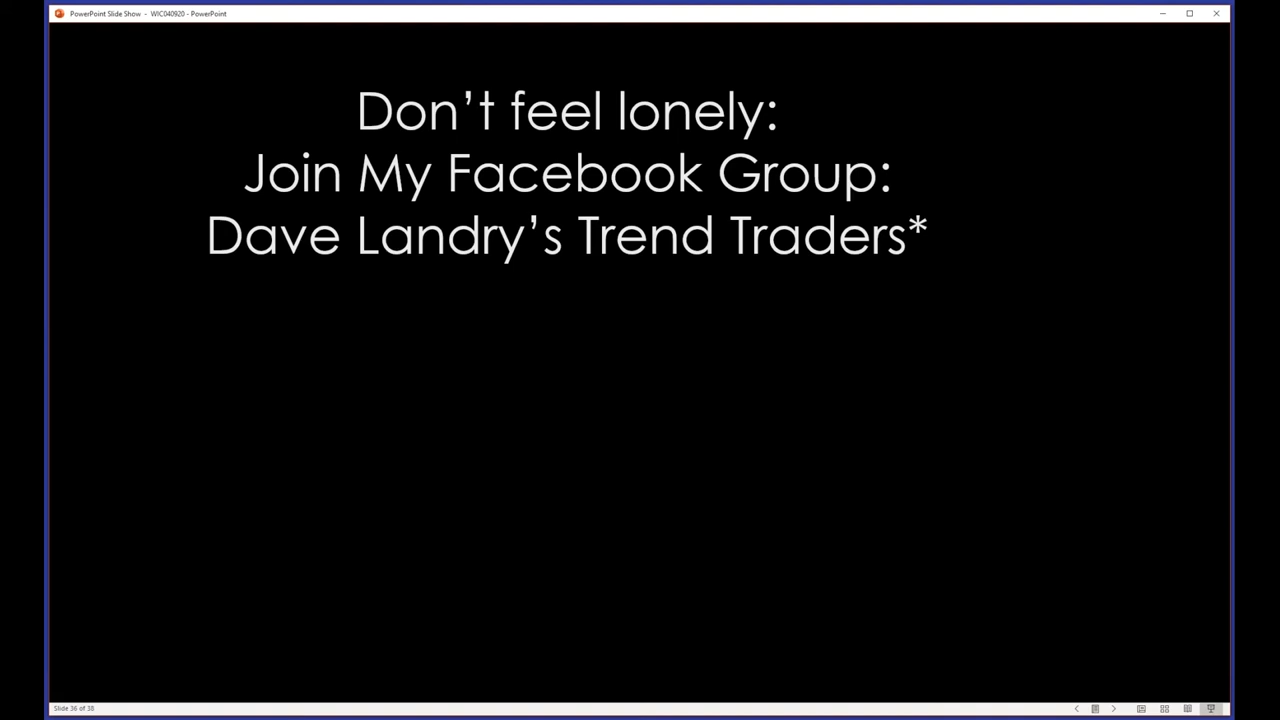 PowerPoint Slide Show - WIC040920 - PowerPoint
Don’t feel lonely:
Join My Facebook Group:
Dave Landry’s Trend Traders*
Slide 36 of 38